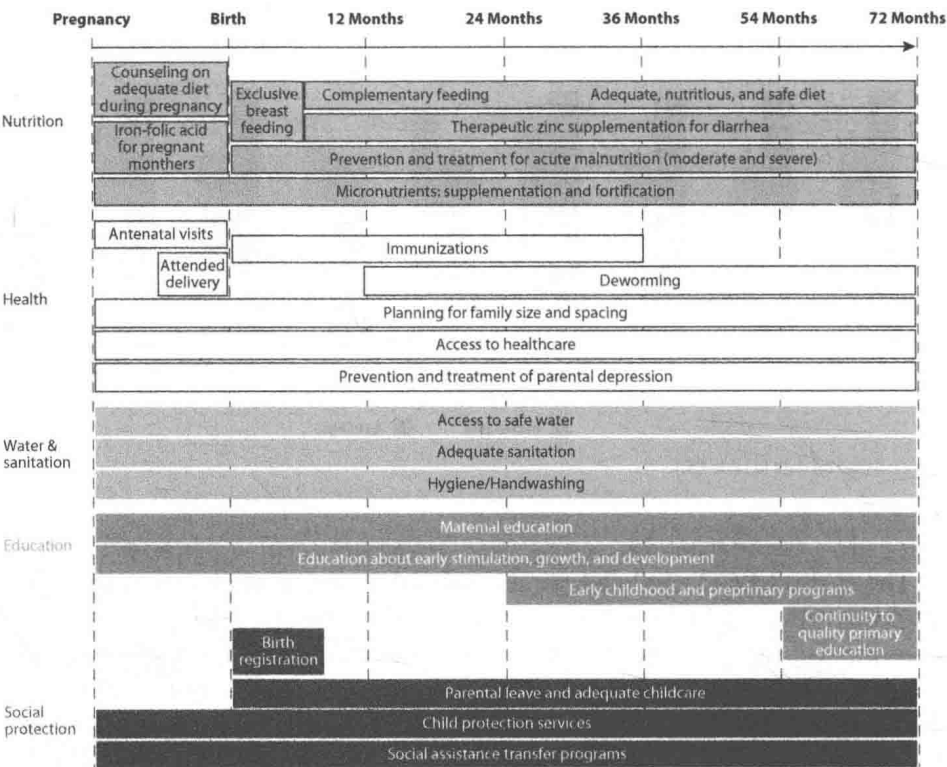 Pregnancy Birth 12 Months 24 Months 36 Months 54 Months 72 Months
Nutrition
Counseling on
adequate diet
during pregnancy
Exclusive
breast
feeding
Complementary feeding Adequate, nutritious, and safe diet
Iron-folic acid
for pregnant
monthers
Therapeutic zinc supplementation for diarrhea
Prevention and treatment for acute malnutrition (moderate and severe)
Micronutrients: supplementation and fortification
Health
Antenatal visits
Immunizations
Attended
delivery
Deworming
Planning for family size and spacing
Access to healthcare
Prevention and treatment of parental depression
Water &
sanitation
Access to safe water
Adequate sanitation
Hygiene/Handwashing
Education
Maternal education
Education about early stimulation, growth, and development
Early childhood and preprimary programs
Continuity to
quality primary
education
Social
protection
Birth
registration
Parental leave and adequate childcare
Child protection services
Social assistance transfer programs